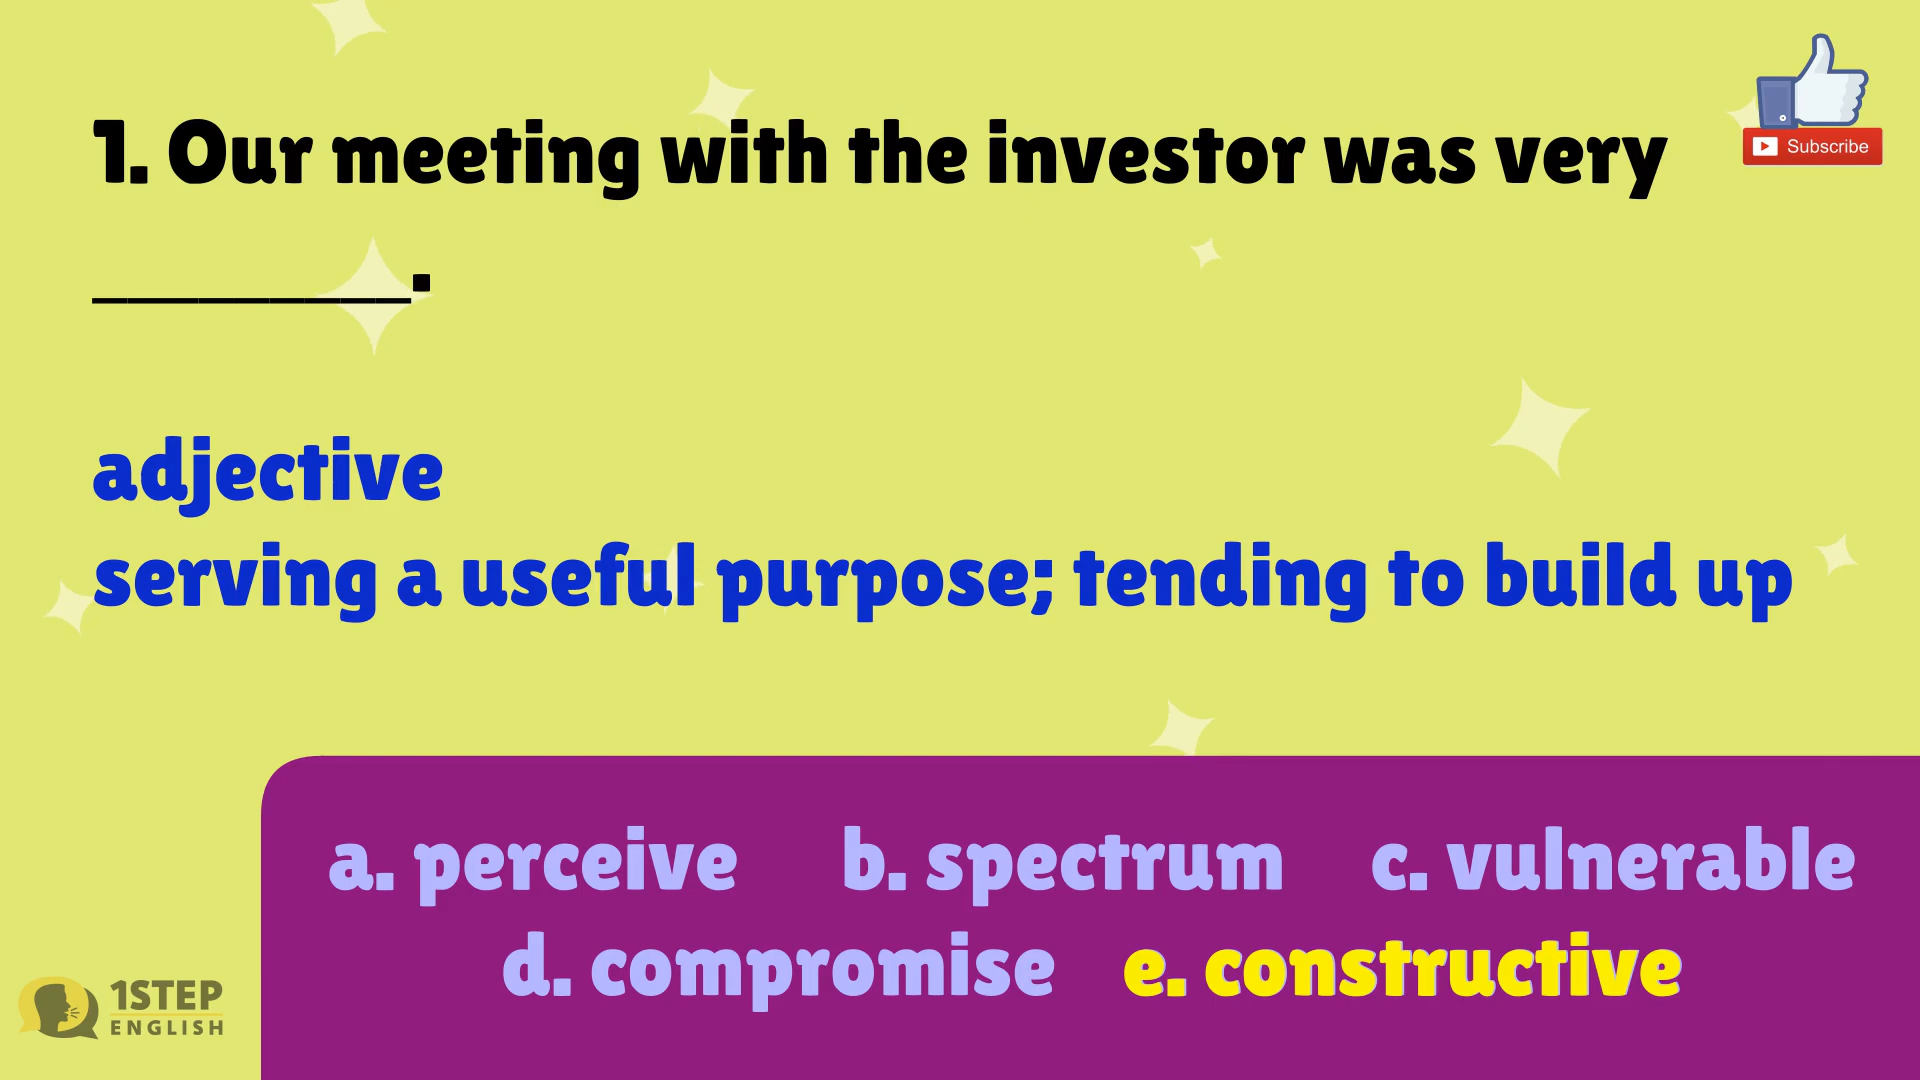 1. Our meeting with the investor was very
_________.
Subscribe
adjective
serving a useful purpose; tending to build up
a. perceive b. spectrum c. vulnerable
d. compromise e. constructive
1STEP
ENGLISH